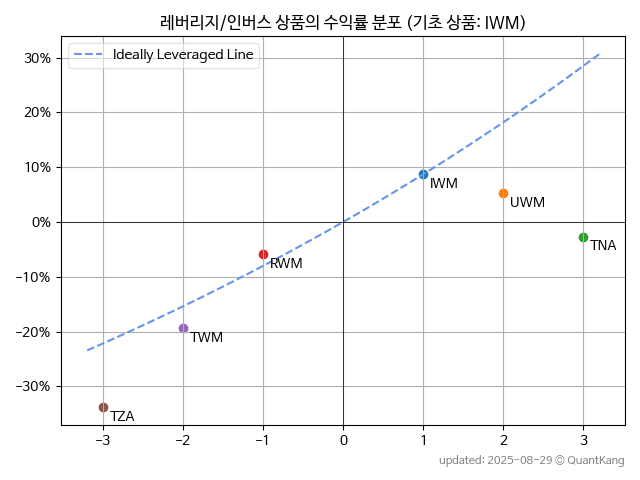 레버리지/인버스 상품의 수익률 분포 (기초 상품: IWM)
Ideally Leveraged Line
30%
20%
10%
0%
−10%
−20%
−30%
IWM
UWM
TNA
RWM
TWM
TZA
−3 −2 −1 0 1 2 3
updated: 2025-08-29 © QuantKang